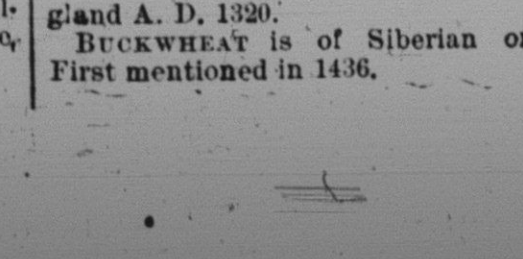 gland A. D. 1320.
BUCKWHEAT is of Siberian
First mentioned in 1436.